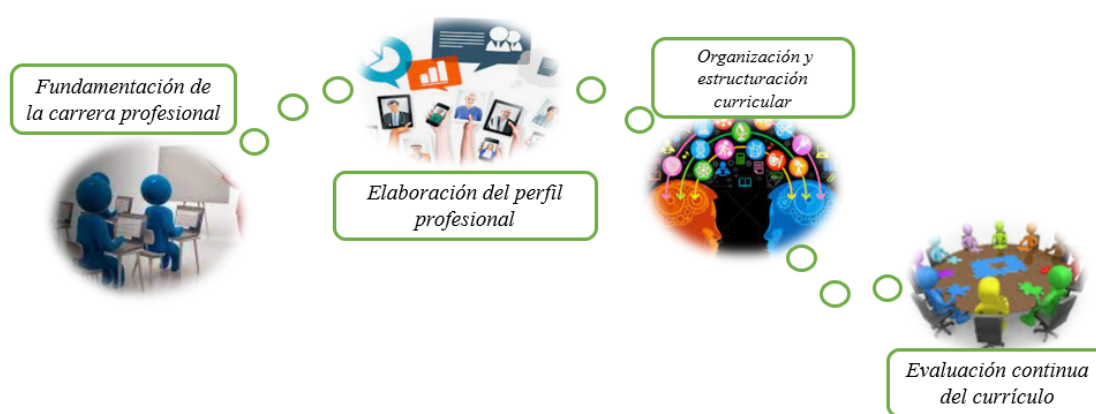 Fundamentación de
la carrera profesional
Elaboración del perfil
profesional
Organización y
estructuración
curricular
Evaluación continua
del currículo